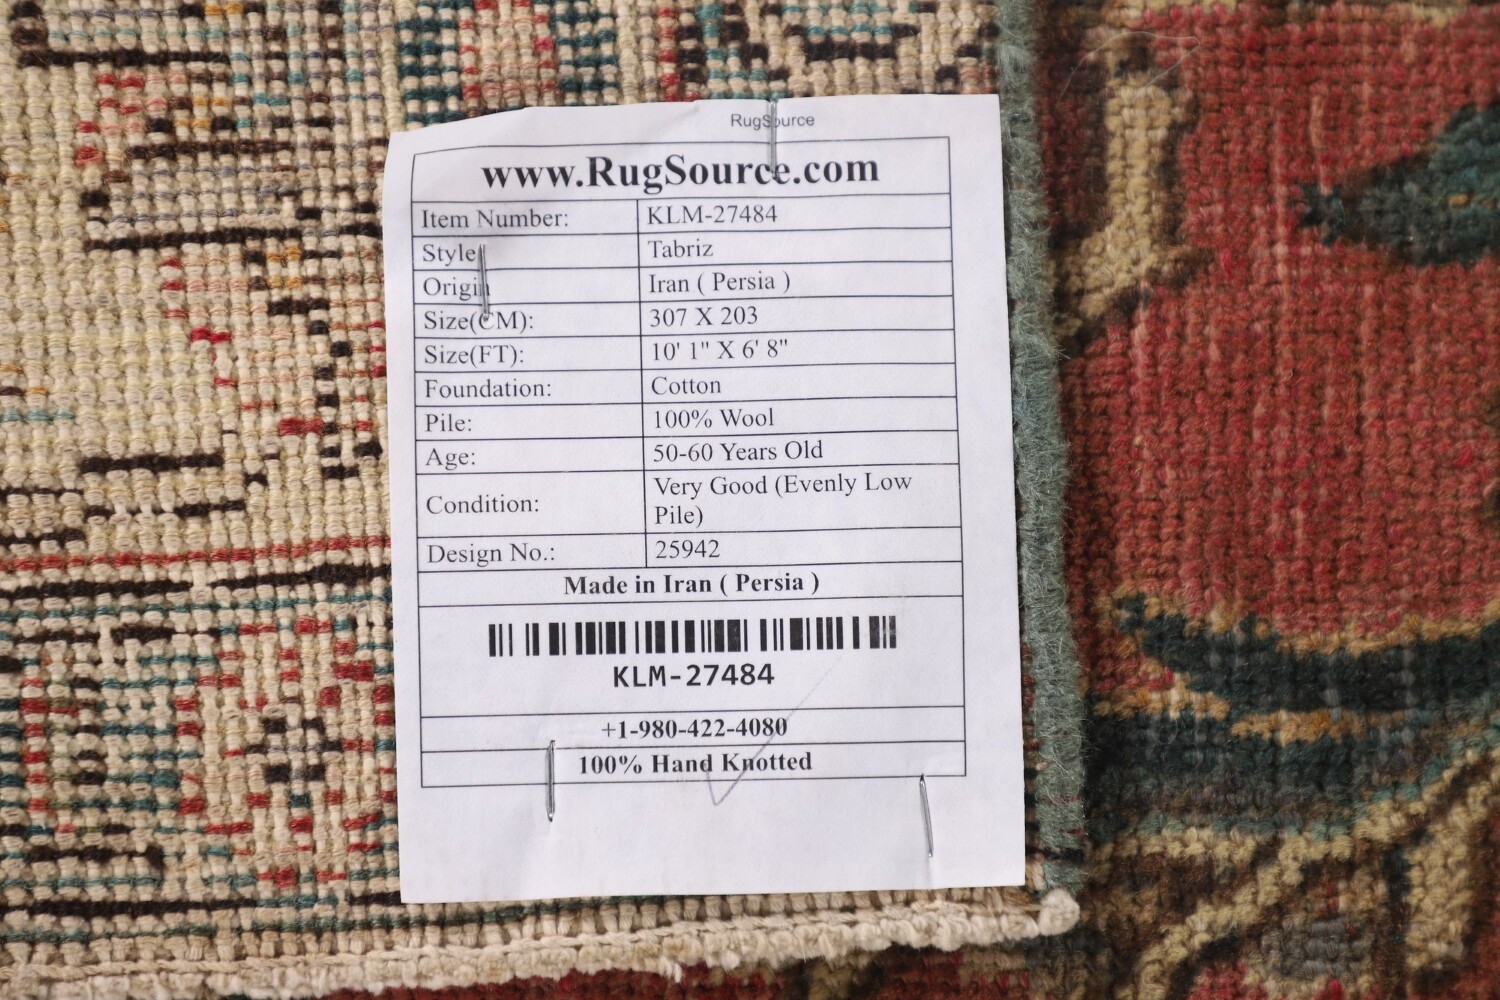 RugSource
www.RugSource.com
Item Number: KLM-27484
Style Tabriz
Origin Iran ( Persia )
Size(CM): 307 X 203
Size(FT): 10' 1" X 6' 8"
Foundation: Cotton
Pile: 100% Wool
Age: 50-60 Years Old
Condition: Very Good (Evenly Low
Pile)
Design No.: 25942
Made in Iran ( Persia )
KLM-27484
+1-980-422-4080
100% Hand Knotted